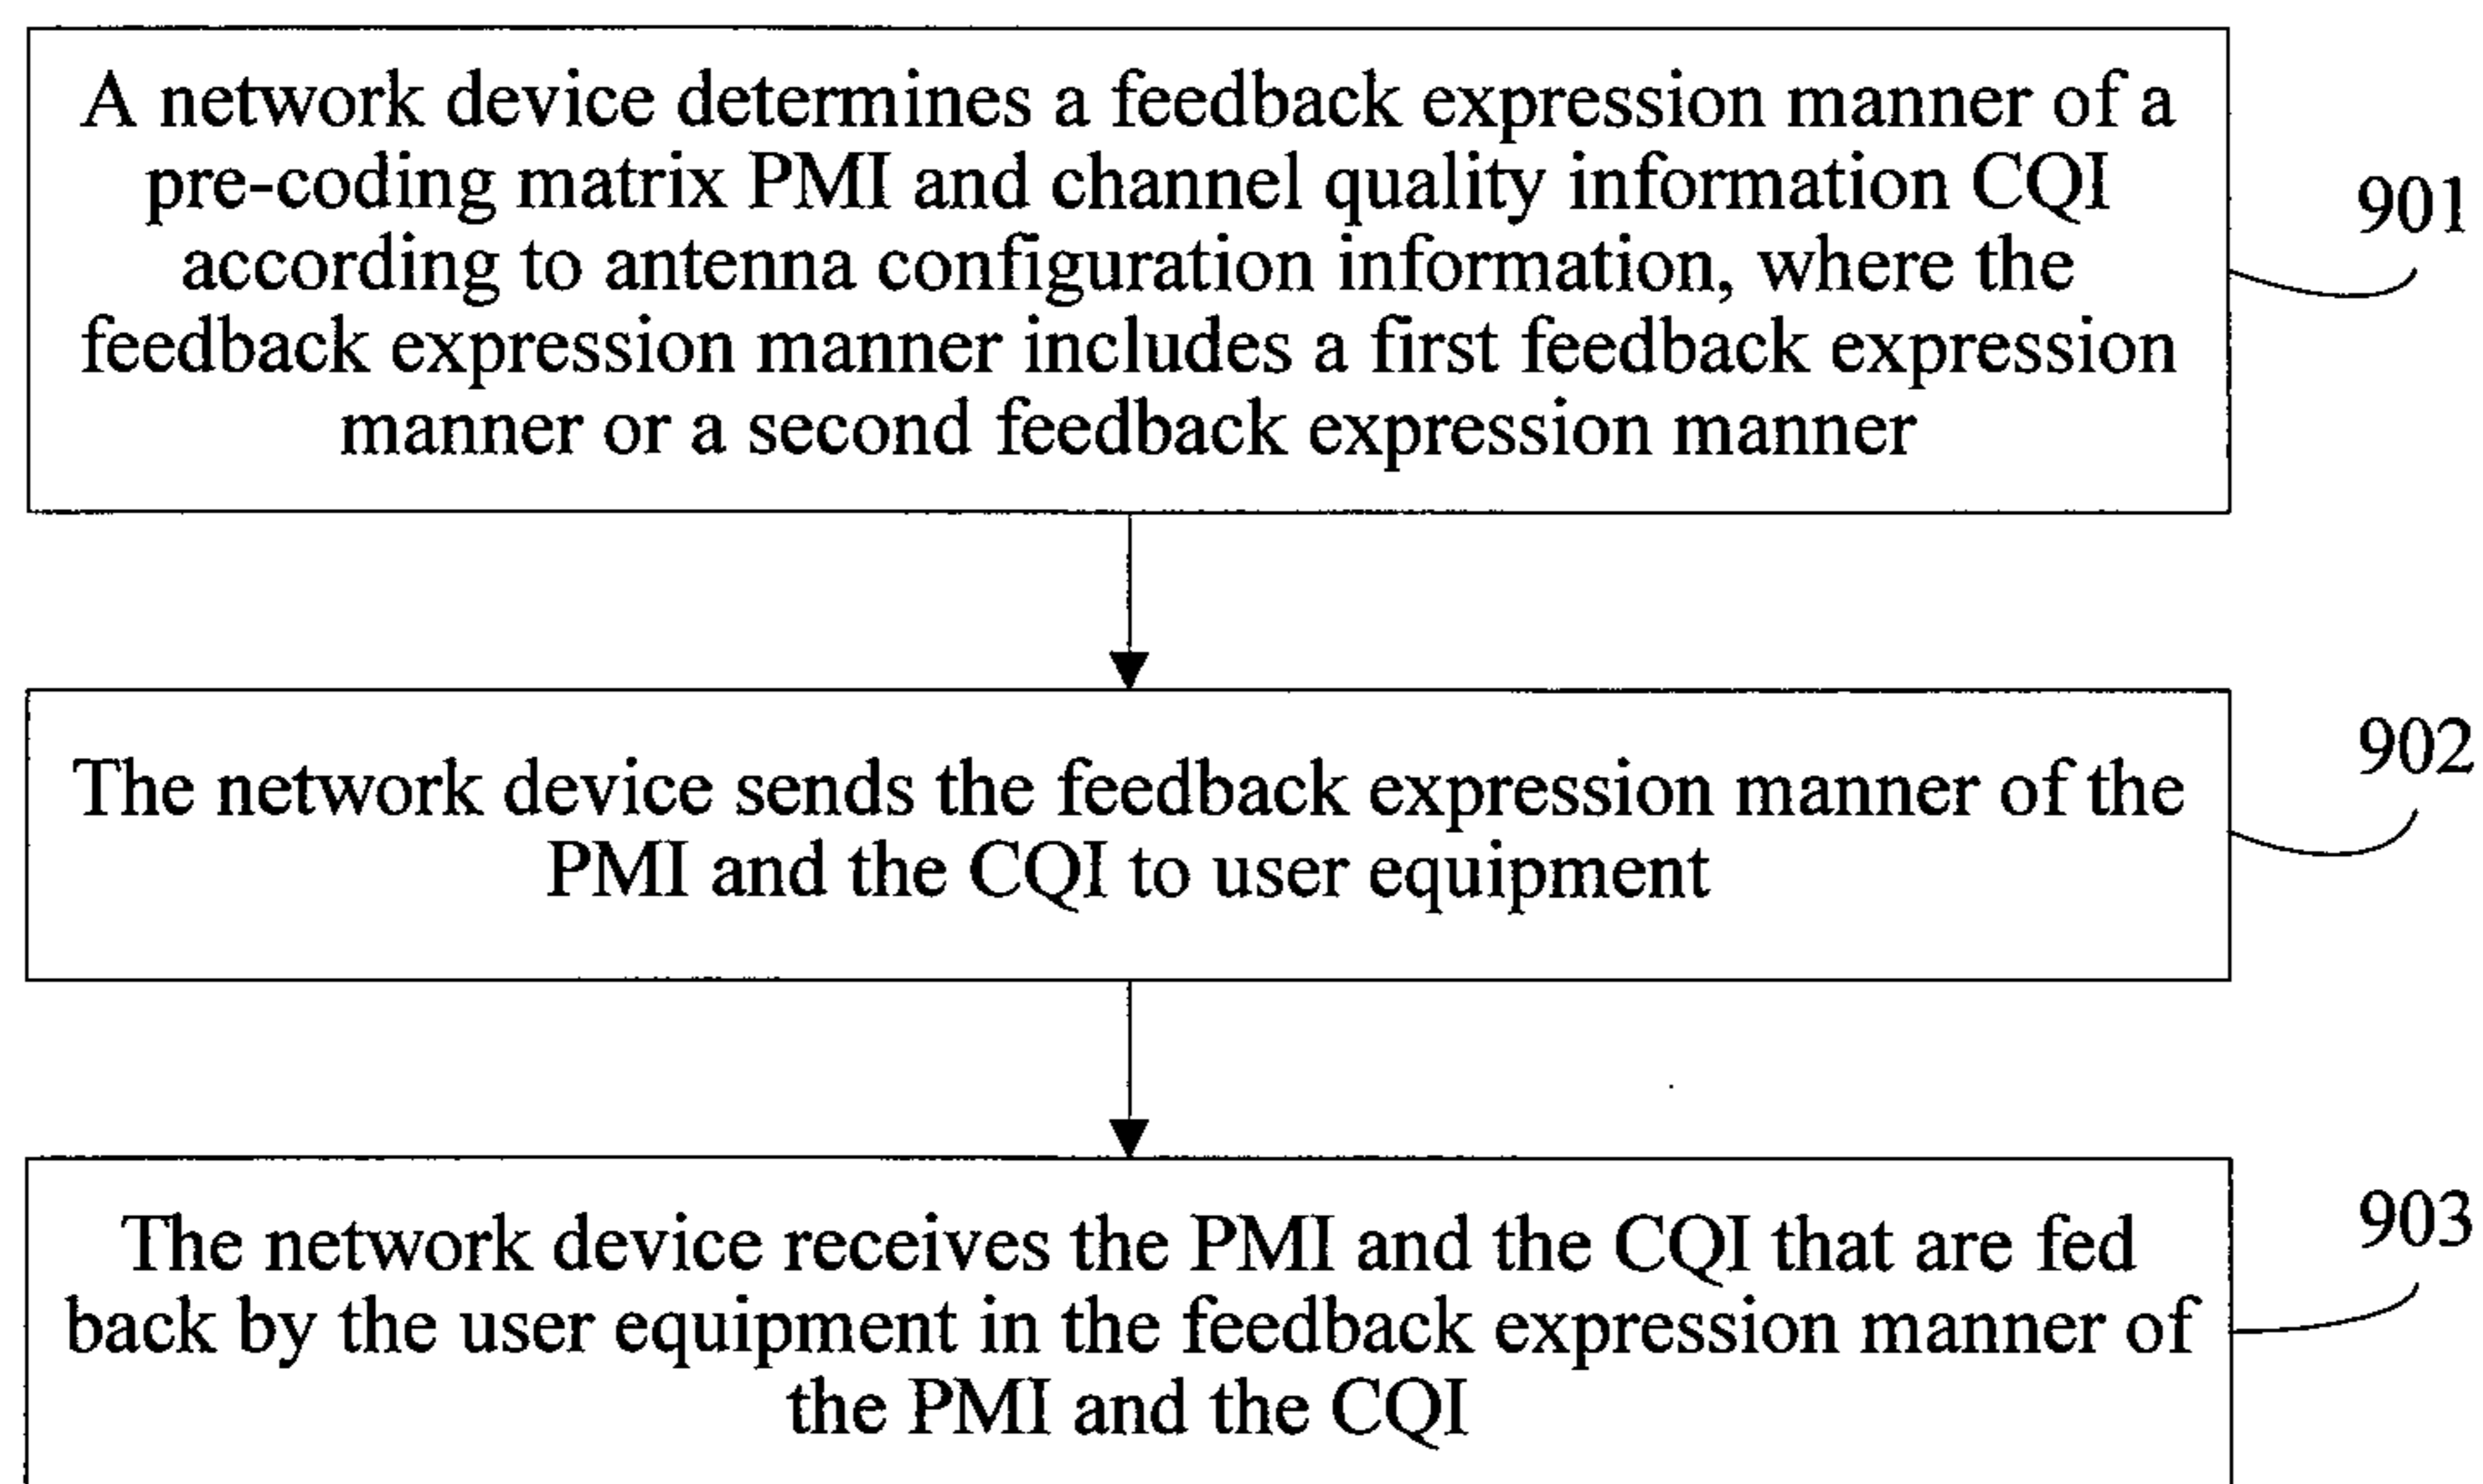 A network device determines a feedback expression manner of a
pre-coding matrix PMI and channel quality information CQI
according to antenna configuration information, where the
feedback expression manner includes a first feedback expression
manner or a second feedback expression manner
901
The network device sends the feedback expression manner of the
PMI and the CQI to user equipment
902
The network device receives the PMI and the CQI that are fed
back by the user equipment in the feedback expression manner of
the PMI and the CQI
903